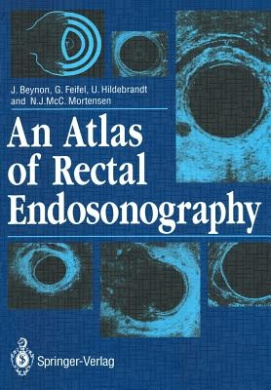 J. Beynon, G. Feifel, U. Hildebrandt
and N.J.McC. Mortensen
An Atlas
of Rectal
Endosonography
Springer-Verlag